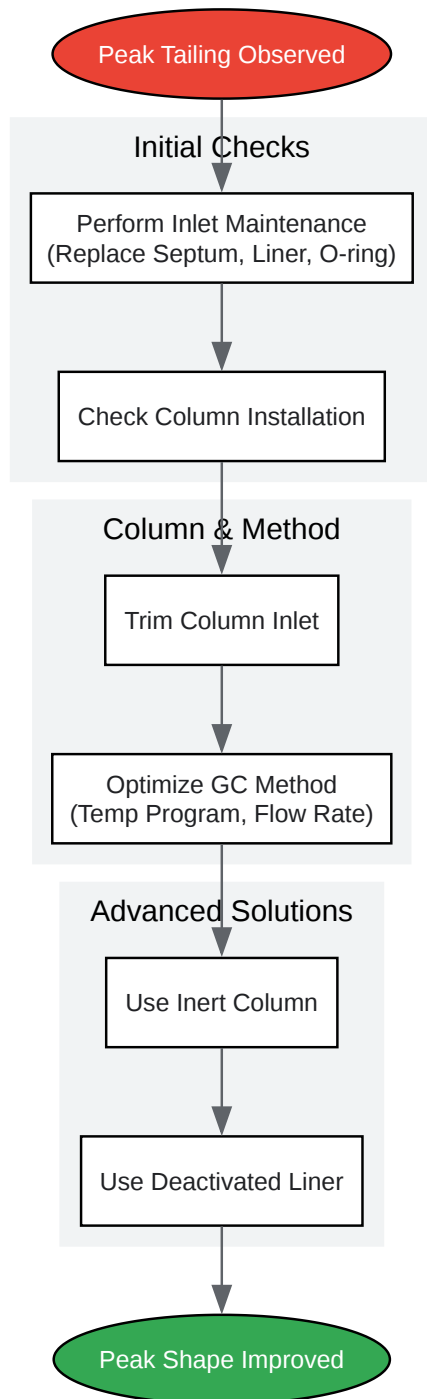 Peak Tailing Observed
Initial Checks
Perform Inlet Maintenance
(Replace Septum, Liner, O-ring)
Check Column Installation
Column & Method
Trim Column Inlet
Optimize GC Method
(Temp Program, Flow Rate)
Advanced Solutions
Use Inert Column
Use Deactivated Liner
Peak Shape Improved